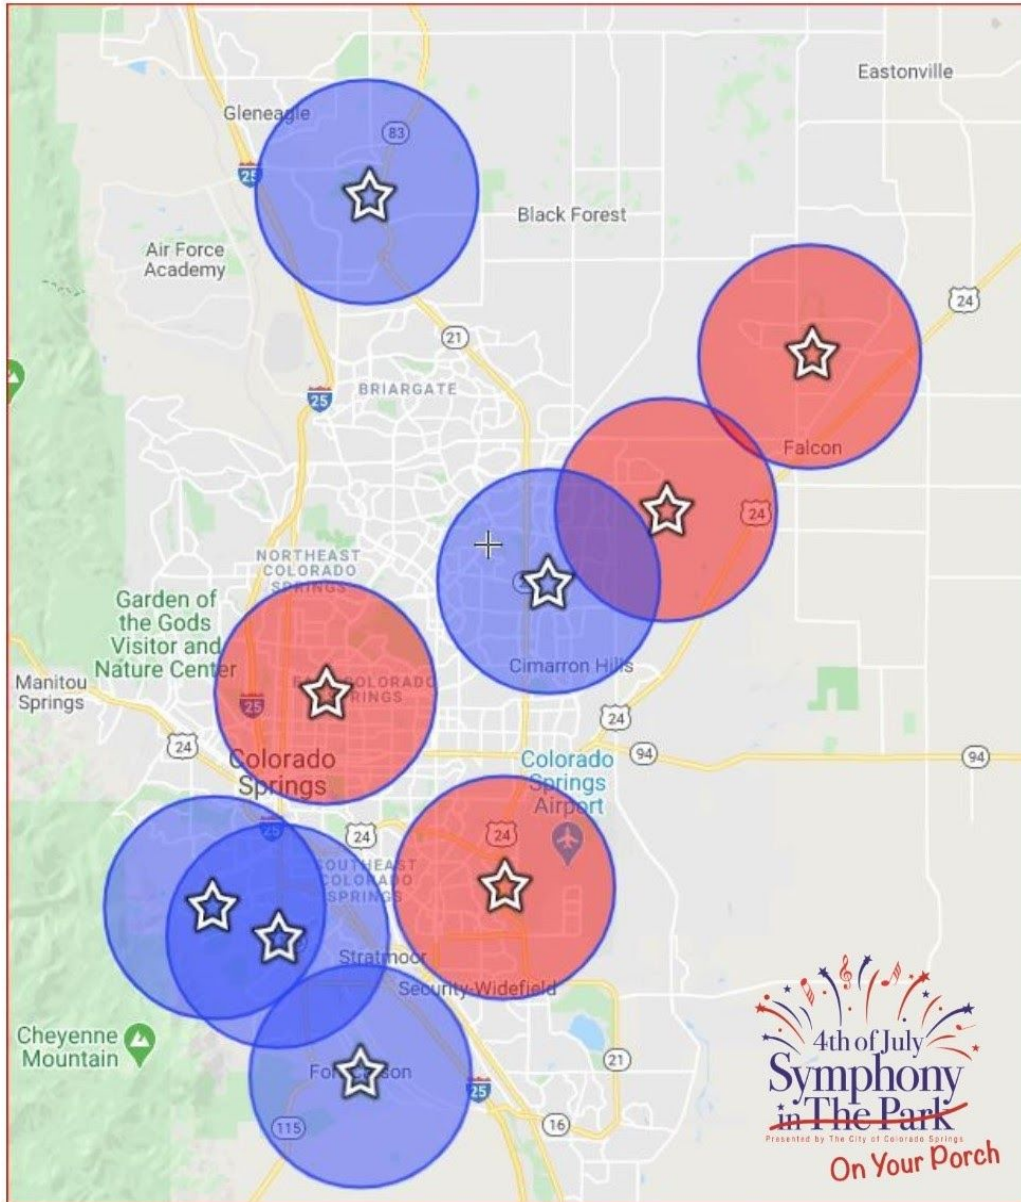 Eastonville
Gleneagle
83
25
Black Forest
Air Force
Academy
24
21
BRIARGATE
25
Falcon
24
NORTHEAST
COLORADO
SPRINGS
Garden of
the Gods
Visitor and
Nature Center
Cimarron Hills
Manitou
Springs
COLORADO
SPRINGS
25
24
24
94
94
Colorado
Springs
Colorado
Springs
Airport
25
24
24
SOUTHEAST
COLORADO
SPRINGS
Stratmoor
Security-Widefield
Cheyenne
Mountain
21
25
115
16
4th of July
Symphony
in The Park
Presented by The City of Colorado Springs
On Your Porch